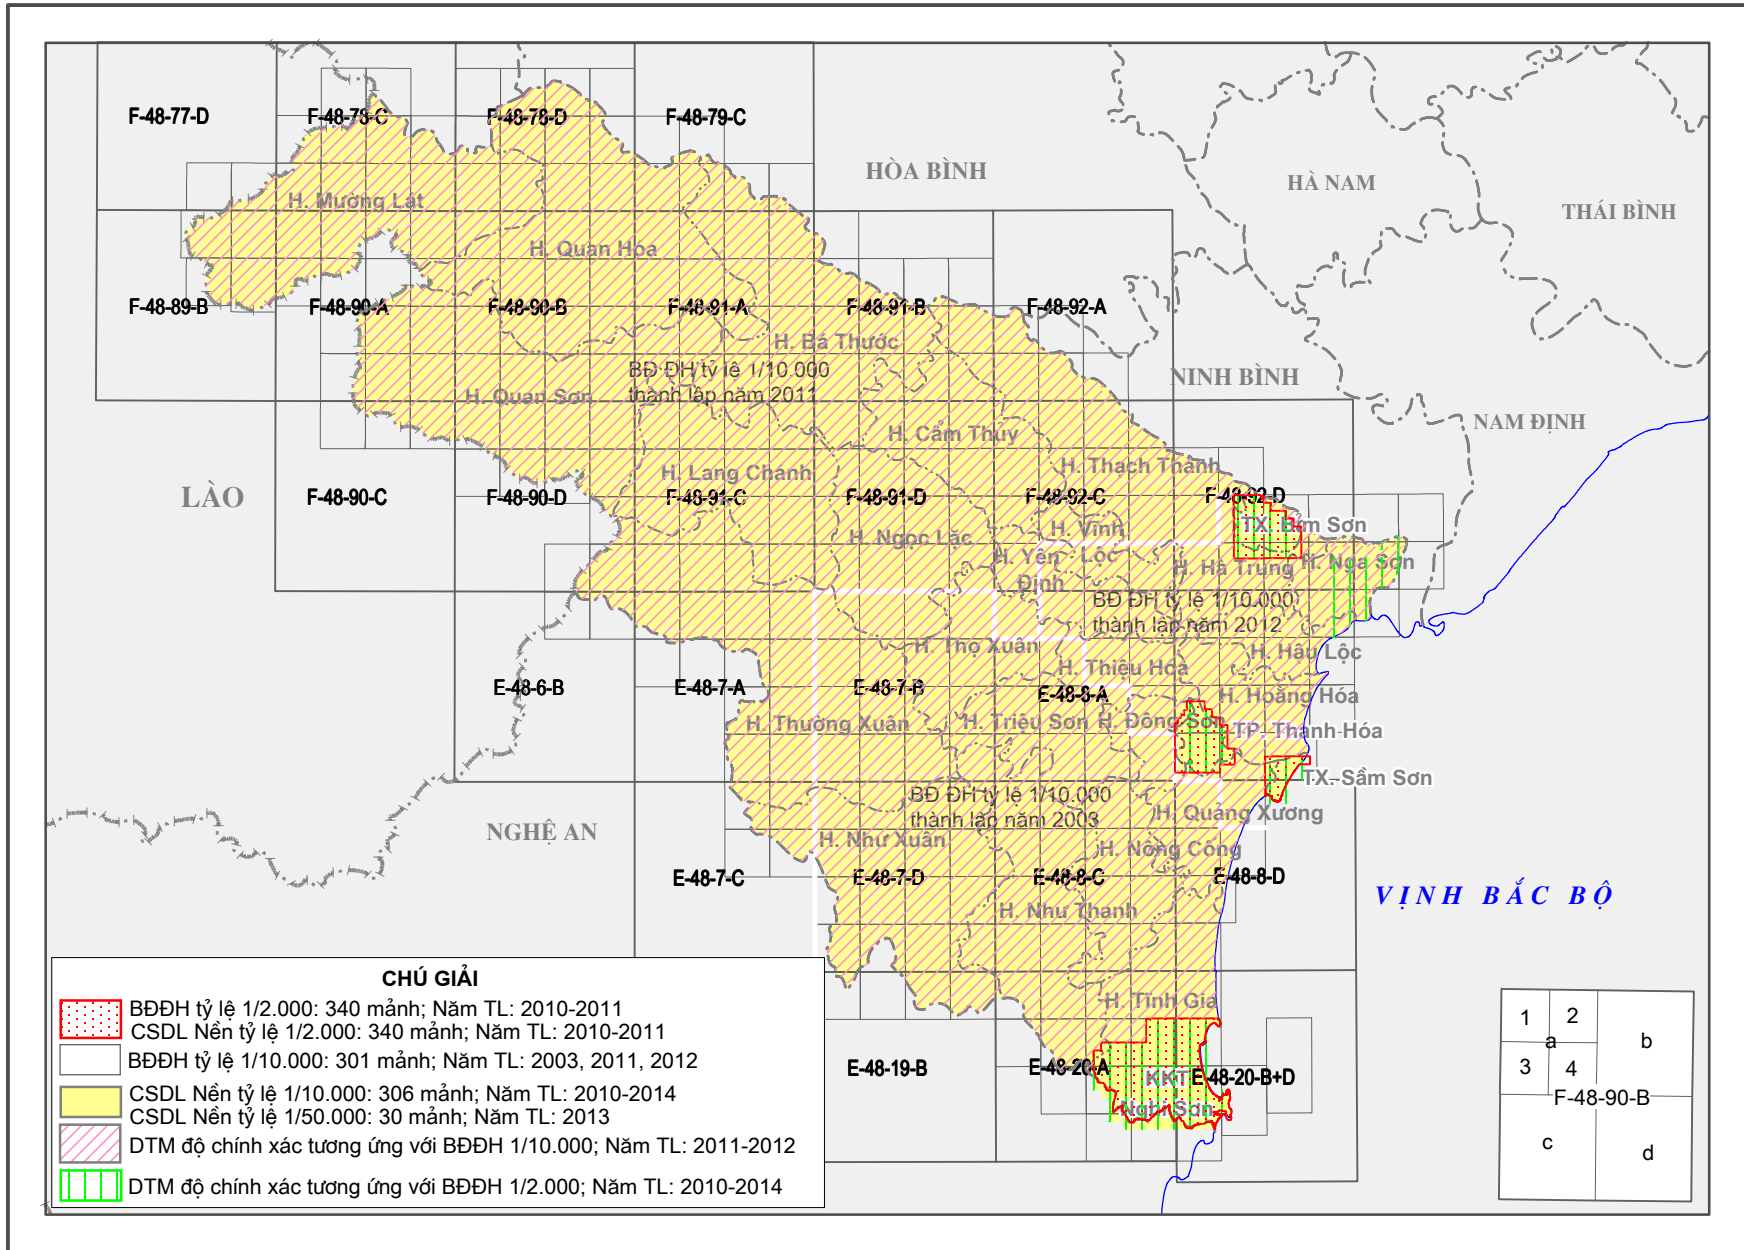 F-48-77-D
F-48-78-C
F-48-78-D
F-48-79-C
HÒA BÌNH
HÀ NAM
THÁI BÌNH
H. Mường Lát
H. Quan Hóa
F-48-89-B
F-48-90-A
F-48-90-B
F-48-91-A
F-48-91-B
F-48-92-A
H. Bá Thước
BĐ ĐH tỷ lệ 1/10.000
thành lập năm 2011
NINH BÌNH
H. Quan Sơn
NAM ĐỊNH
H. Cẩm Thủy
H. Lang Chánh
H. Thạch Thành
LÀO
F-48-90-C
F-48-90-D
F-48-91-C
F-48-91-D
F-48-92-C
F-48-92-D
TX. Bỉm Sơn
H. Ngọc Lặc
H. Vĩnh
Lộc
H. Yên
Định
H. Hà Trung
H. Nga Sơn
BĐ ĐH tỷ lệ 1/10.000
thành lập năm 2012
H. Thọ Xuân
H. Thiệu Hóa
H. Hậu Lộc
E-48-6-B
E-48-7-A
E-48-7-B
E-48-8-A
H. Hoằng Hóa
H. Thường Xuân
H. Triệu Sơn
H. Đông Sơn
TP. Thanh Hóa
TX. Sầm Sơn
BĐ ĐH tỷ lệ 1/10.000
thành lập năm 2003
H. Quảng Xương
NGHỆ AN
H. Như Xuân
H. Nông Cống
E-48-7-C
E-48-7-D
E-48-8-C
E-48-8-D
VỊNH BẮC BỘ
H. Như Thanh
H. Tĩnh Gia
E-48-19-B
E-48-20-A
KKT
Nghi Sơn
E-48-20-B+D
CHÚ GIẢI
BĐĐH tỷ lệ 1/2.000: 340 mảnh; Năm TL: 2010-2011
CSDL Nền tỷ lệ 1/2.000: 340 mảnh; Năm TL: 2010-2011
BĐĐH tỷ lệ 1/10.000: 301 mảnh; Năm TL: 2003, 2011, 2012
CSDL Nền tỷ lệ 1/10.000: 306 mảnh; Năm TL: 2010-2014
CSDL Nền tỷ lệ 1/50.000: 30 mảnh; Năm TL: 2013
DTM độ chính xác tương ứng với BĐĐH 1/10.000; Năm TL: 2011-2012
DTM độ chính xác tương ứng với BĐĐH 1/2.000; Năm TL: 2010-2014
1
2
a
b
3
4
F-48-90-B
c
d